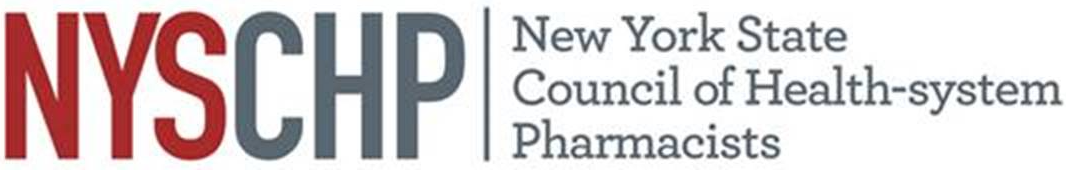 NYSCHP
New York State
Council of Health-system
Pharmacists